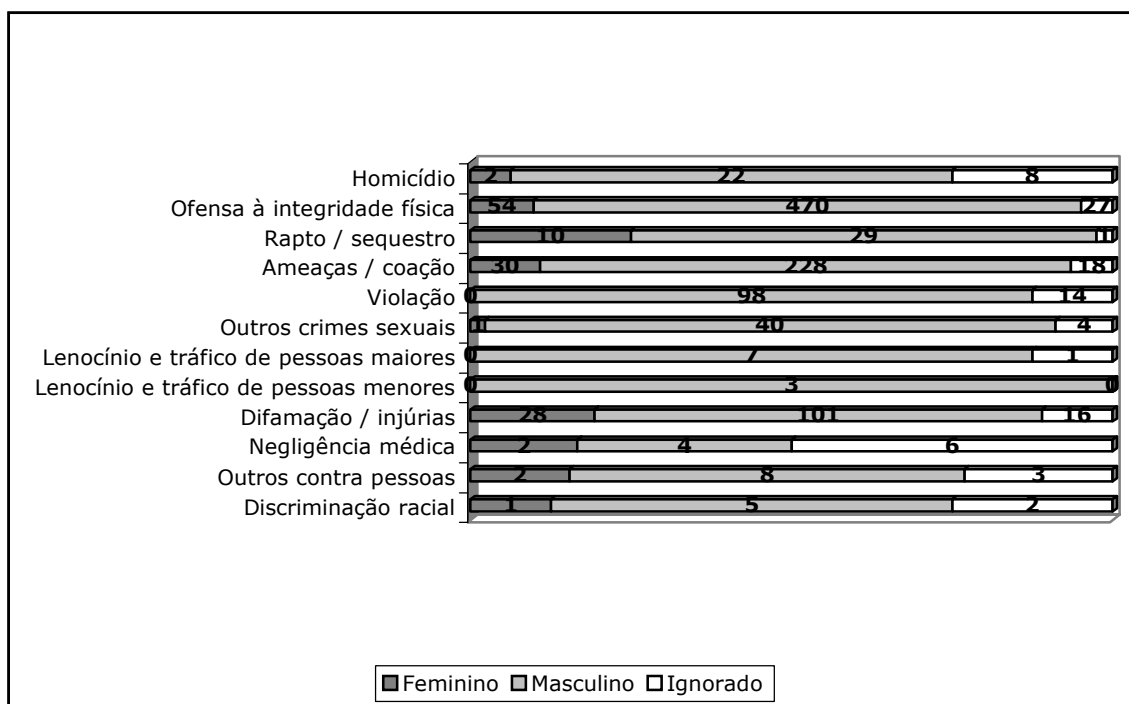 Homicídio 2 22 8
Ofensa à integridade física 54 470 27
Rapto / sequestro 10 29 1
Ameaças / coação 30 228 18
Violação 0 98 14
Outros crimes sexuais 1 40 4
Lenocínio e tráfico de pessoas maiores 0 7 1
Lenocínio e tráfico de pessoas menores 0 3 0
Difamação / injúrias 28 101 16
Negligência médica 2 4 6
Outros contra pessoas 2 8 3
Discriminação racial 1 5 2
Feminino Masculino Ignorado